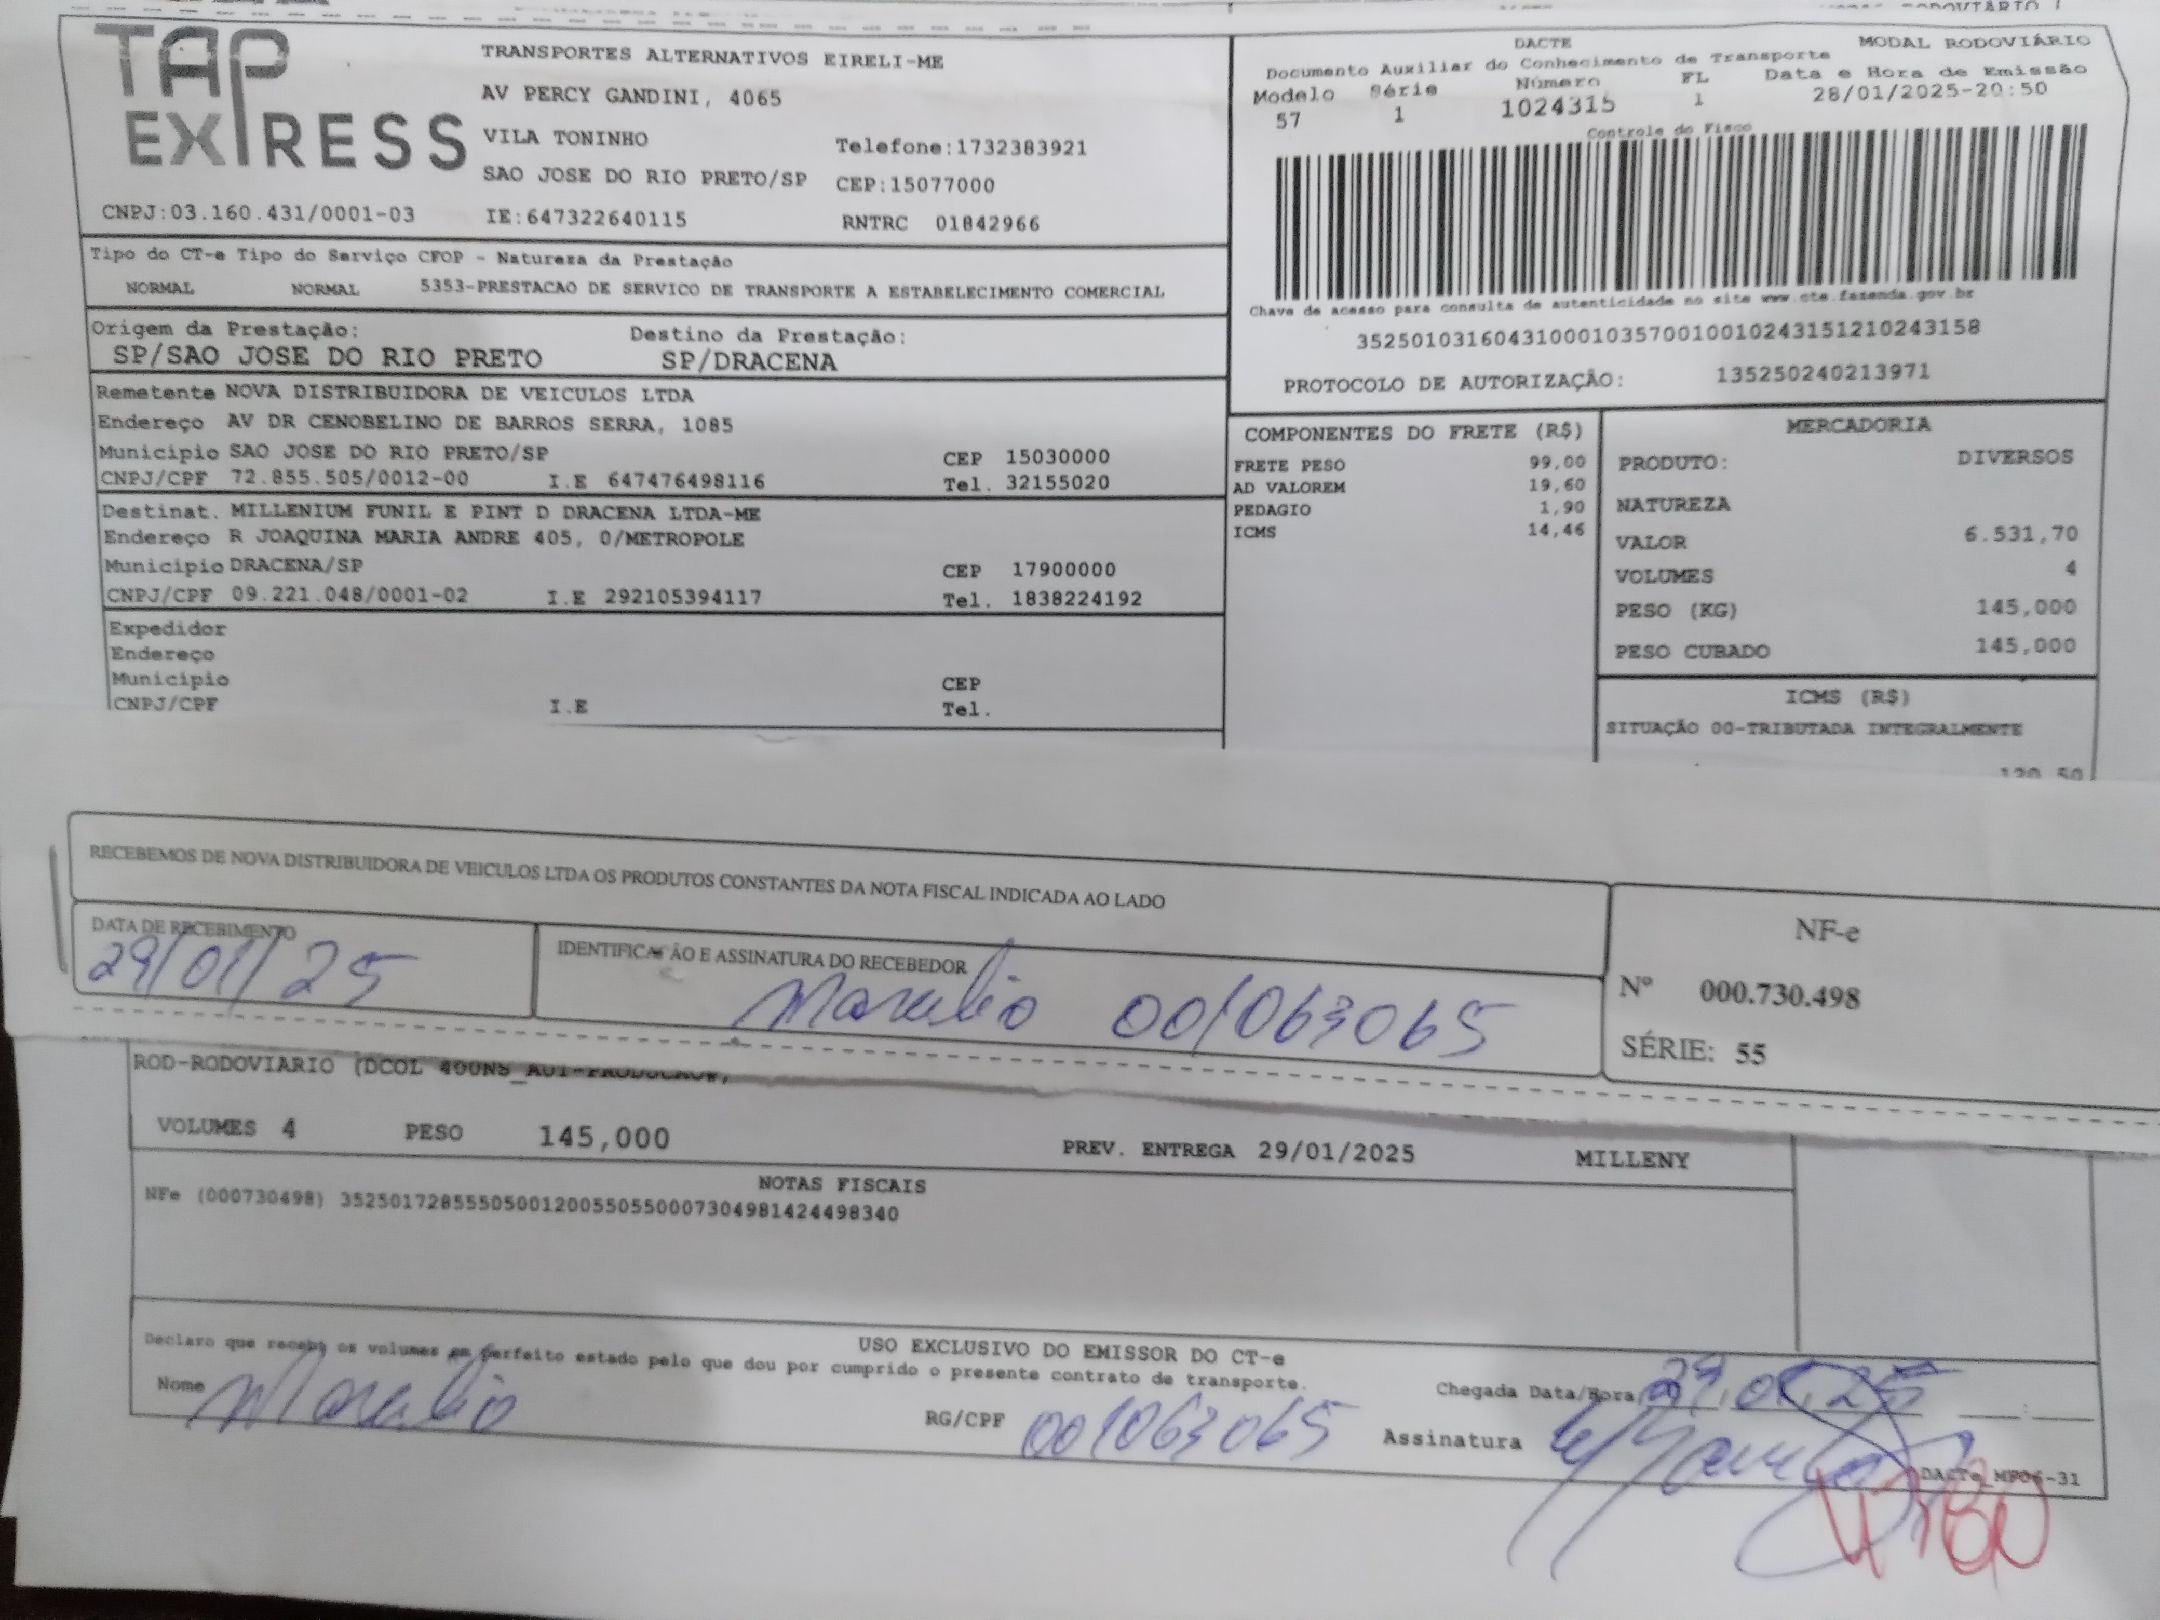 TAP EXPRESS
TRANSPORTES ALTERNATIVOS EIRELI-ME
AV PERCY GANDINI, 4065
VILA TONINHO
Telefone:1732383921
SAO JOSE DO RIO PRETO/SP CEP:15077000
CNPJ:03.160.431/0001-03 IE:647322640115 RNTRC 01842966
DACTE MODAL RODOVIÁRIO
Documento Auxiliar do Conhecimento de Transporte
Modelo Série Número FL Data e Hora de Emissão
57 1 1024315 1 28/01/2025-20:50
Controle do Fisco
Chave de acesso para consulta de autenticidade no site www.cte.fazenda.gov.br
35250103160431000103570010010243151210243158
PROTOCOLO DE AUTORIZAÇÃO: 135250240213971
Tipo do CT-e Tipo do Serviço CFOP - Natureza da Prestação
NORMAL NORMAL 5353-PRESTACAO DE SERVICO DE TRANSPORTE A ESTABELECIMENTO COMERCIAL
Origem da Prestação: Destino da Prestação:
SP/SAO JOSE DO RIO PRETO SP/DRACENA
Remetente NOVA DISTRIBUIDORA DE VEICULOS LTDA
Endereço AV DR CENOBELINO DE BARROS SERRA, 1085
Municipio SAO JOSE DO RIO PRETO/SP CEP 15030000
CNPJ/CPF 72.855.505/0012-00 I.E 647476498116 Tel. 32155020
Destinat. MILLENIUM FUNIL E PINT D DRACENA LTDA-ME
Endereço R JOAQUINA MARIA ANDRE 405, 0/METROPOLE
Municipio DRACENA/SP CEP 17900000
CNPJ/CPF 09.221.048/0001-02 I.E 292105394117 Tel. 1838224192
Expedidor
Endereço
Municipio CEP
CNPJ/CPF I.E Tel.
COMPONENTES DO FRETE (R$)
FRETE PESO 99,00
AD VALOREM 19,60
PEDAGIO 1,90
ICMS 14,46
MERCADORIA
PRODUTO: DIVERSOS
NATUREZA
VALOR 6.531,70
VOLUMES 4
PESO (KG) 145,000
PESO CUBADO 145,000
ICMS (R$)
SITUAÇÃO 00-TRIBUTADA INTEGRALMENTE
120,50
RECEBEMOS DE NOVA DISTRIBUIDORA DE VEICULOS LTDA OS PRODUTOS CONSTANTES DA NOTA FISCAL INDICADA AO LADO
DATA DE RECEBIMENTO
29/01/25
IDENTIFICAÇÃO E ASSINATURA DO RECEBEDOR
001063065
NF-e
Nº 000.730.498
SÉRIE: 55
ROD-RODOVIARIO (DCOL
VOLUMES 4 PESO 145,000 PREV. ENTREGA 29/01/2025 MILLENY
NOTAS FISCAIS
NFe (000730498) 35250172855505001200550550007304981424498340
USO EXCLUSIVO DO EMISSOR DO CT-e
Declaro que recebi os volumes em perfeito estado pelo que dou por cumprido o presente contrato de transporte.
Nome RG/CPF 001063065
Chegada Data/Hora 29.01.25
Assinatura